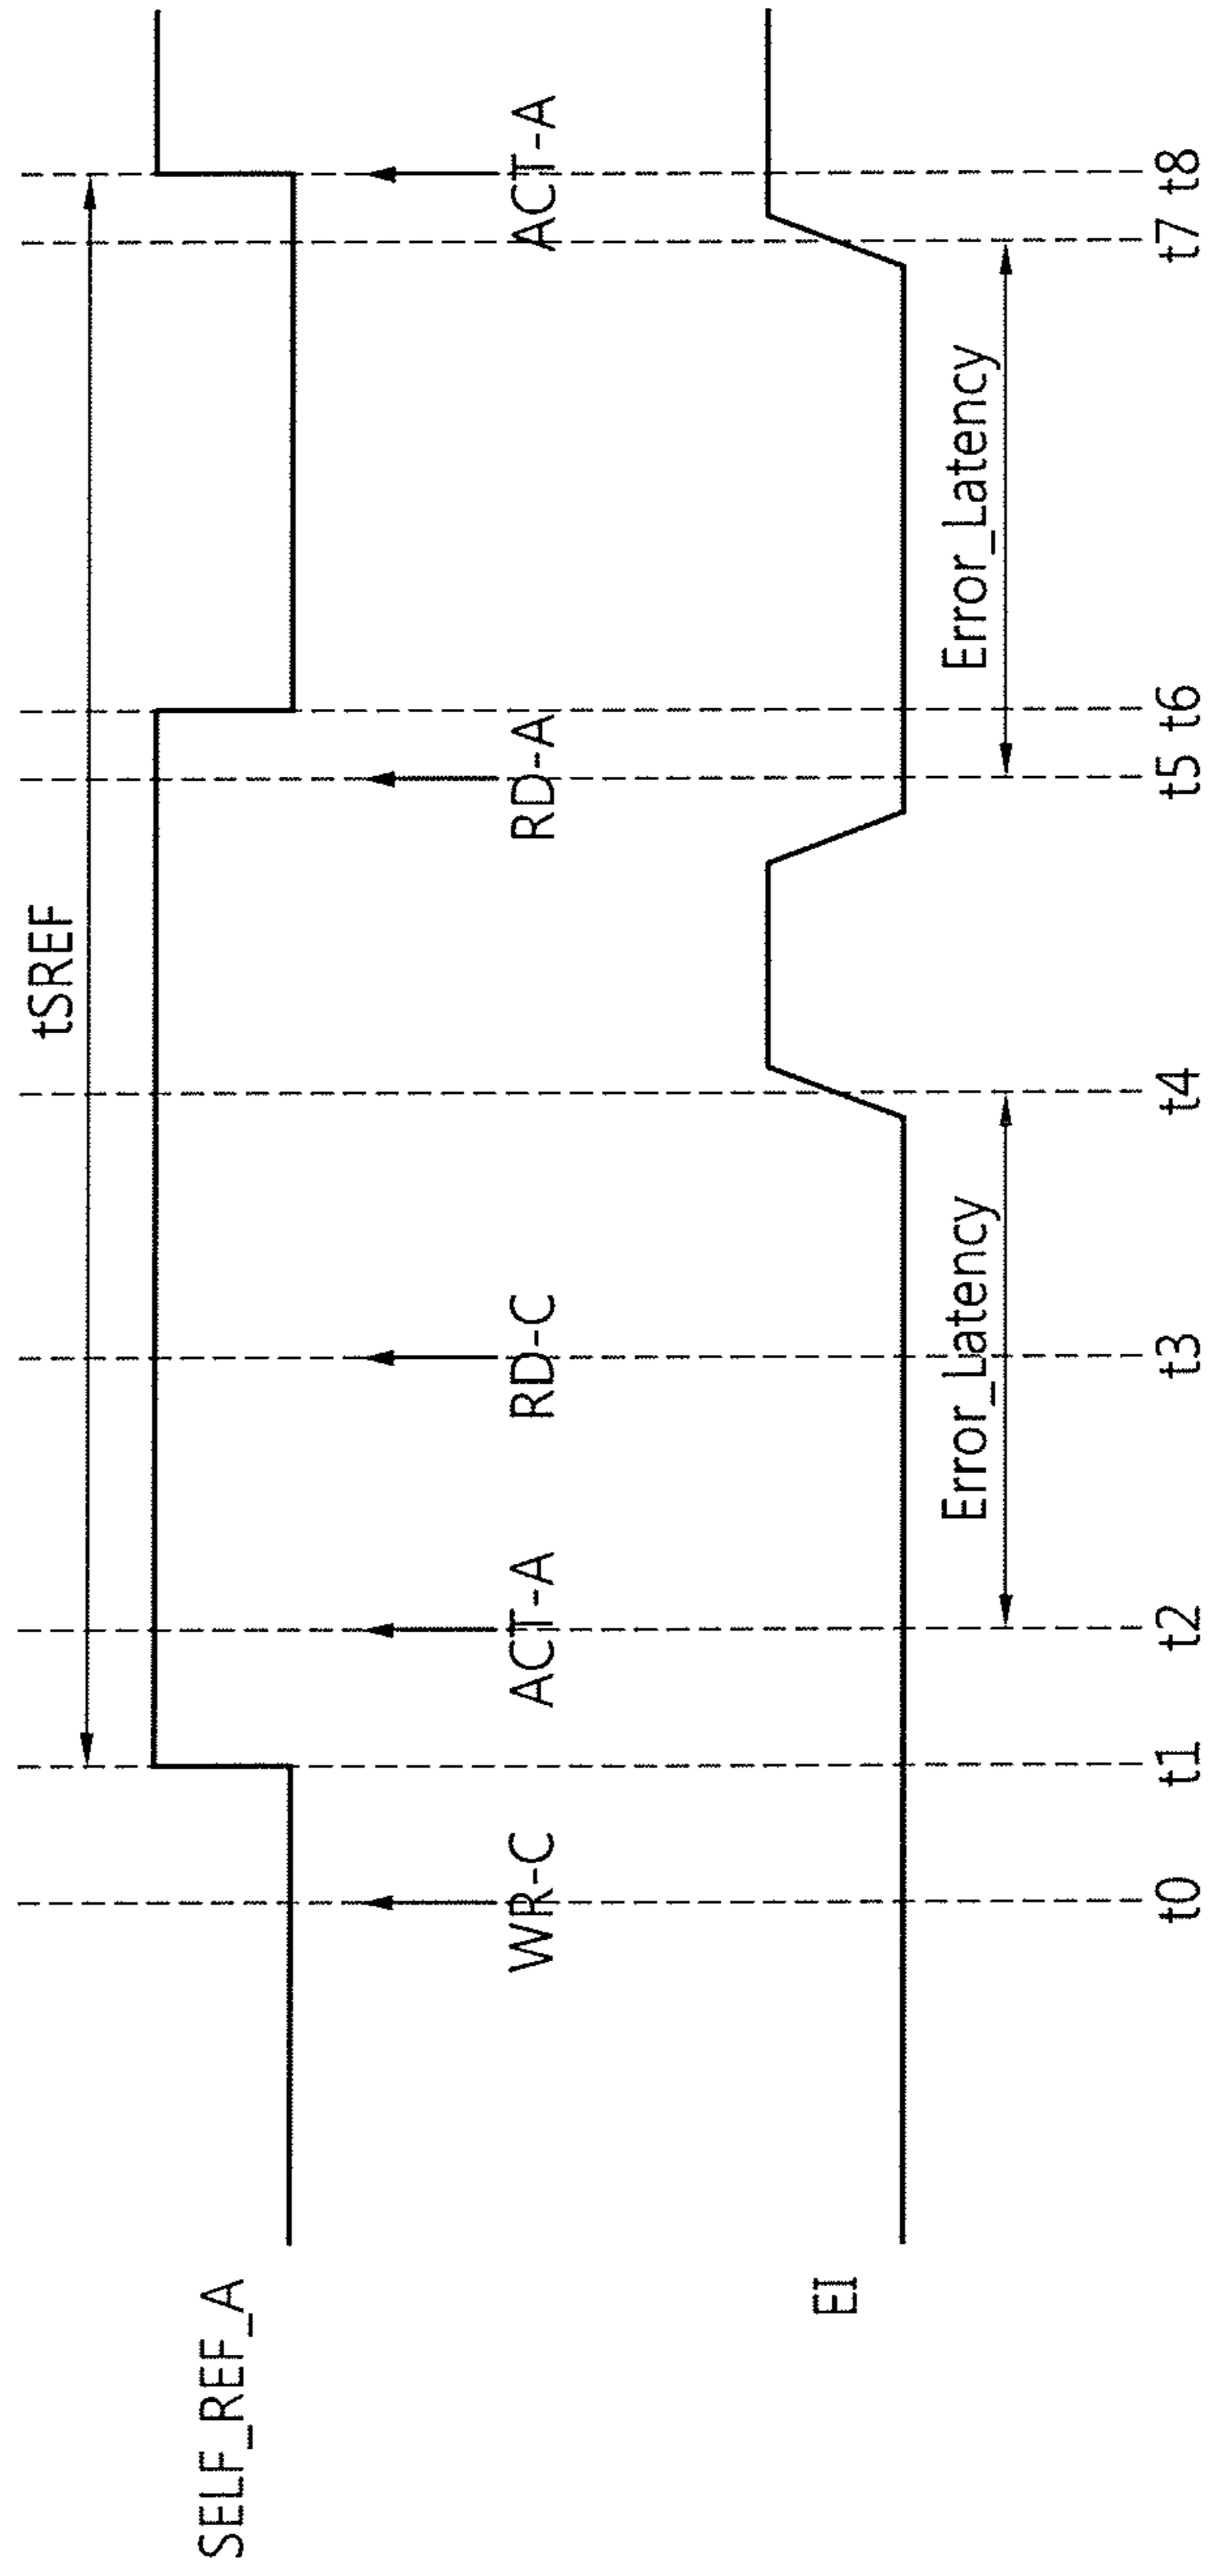 tSREF
SELF_REF_A
WR-C
ACT-A
RD-C
RD-A
ACT-A
EI
Error_Latency
Error_Latency
t0
t1
t2
t3
t4
t5
t6
t7
t8